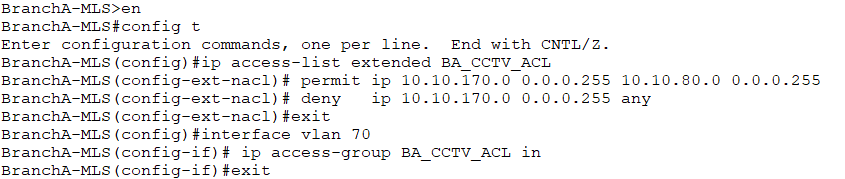 BranchA-MLS>en
BranchA-MLS#config t
Enter configuration commands, one per line.  End with CNTL/Z.
BranchA-MLS(config)#ip access-list extended BA_CCTV_ACL
BranchA-MLS(config-ext-nacl)# permit ip 10.10.170.0 0.0.0.255 10.10.80.0 0.0.0.255
BranchA-MLS(config-ext-nacl)# deny   ip 10.10.170.0 0.0.0.255 any
BranchA-MLS(config-ext-nacl)#exit
BranchA-MLS(config)#interface vlan 70
BranchA-MLS(config-if)# ip access-group BA_CCTV_ACL in
BranchA-MLS(config-if)#exit